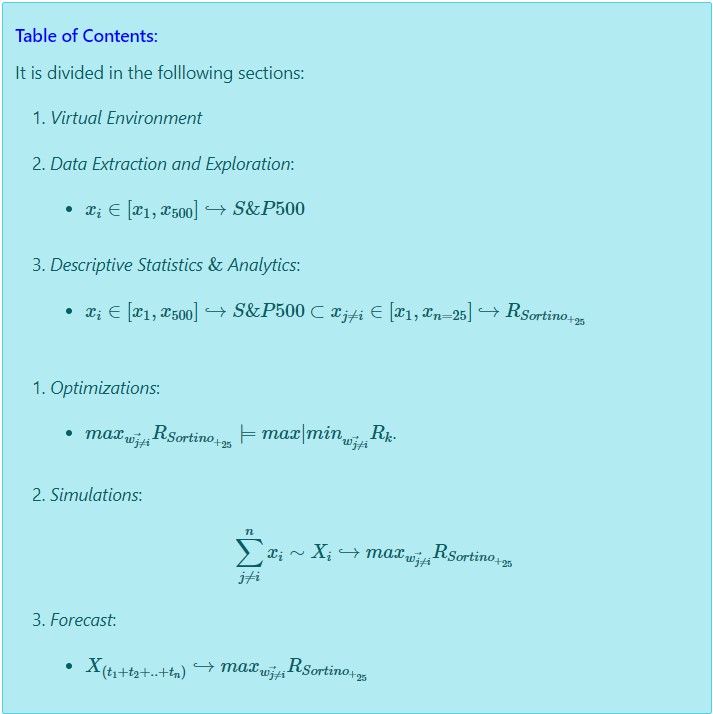 Table of Contents:
It is divided in the folllowing sections:
1. Virtual Environment
2. Data Extraction and Exploration:
• $x_i \in [x_1, x_{500}] \hookrightarrow S\&P500$
3. Descriptive Statistics & Analytics:
• $x_i \in [x_1, x_{500}] \hookrightarrow S\&P500 \subset x_{j \neq i} \in [x_1, x_{n=25}] \hookrightarrow R_{Sortino_{+25}}$
1. Optimizations:
• $max_{\vec{w_{j \neq i}}} R_{Sortino_{+25}} \models max|min_{\vec{w_{j \neq i}}} R_k.$
2. Simulations:
$\sum_{j \neq i}^{n} x_i \sim X_i \hookrightarrow max_{\vec{w_{j \neq i}}} R_{Sortino_{+25}}$
3. Forecast:
• $X_{(t_1+t_2+..+t_n)} \hookrightarrow max_{\vec{w_{j \neq i}}} R_{Sortino_{+25}}$